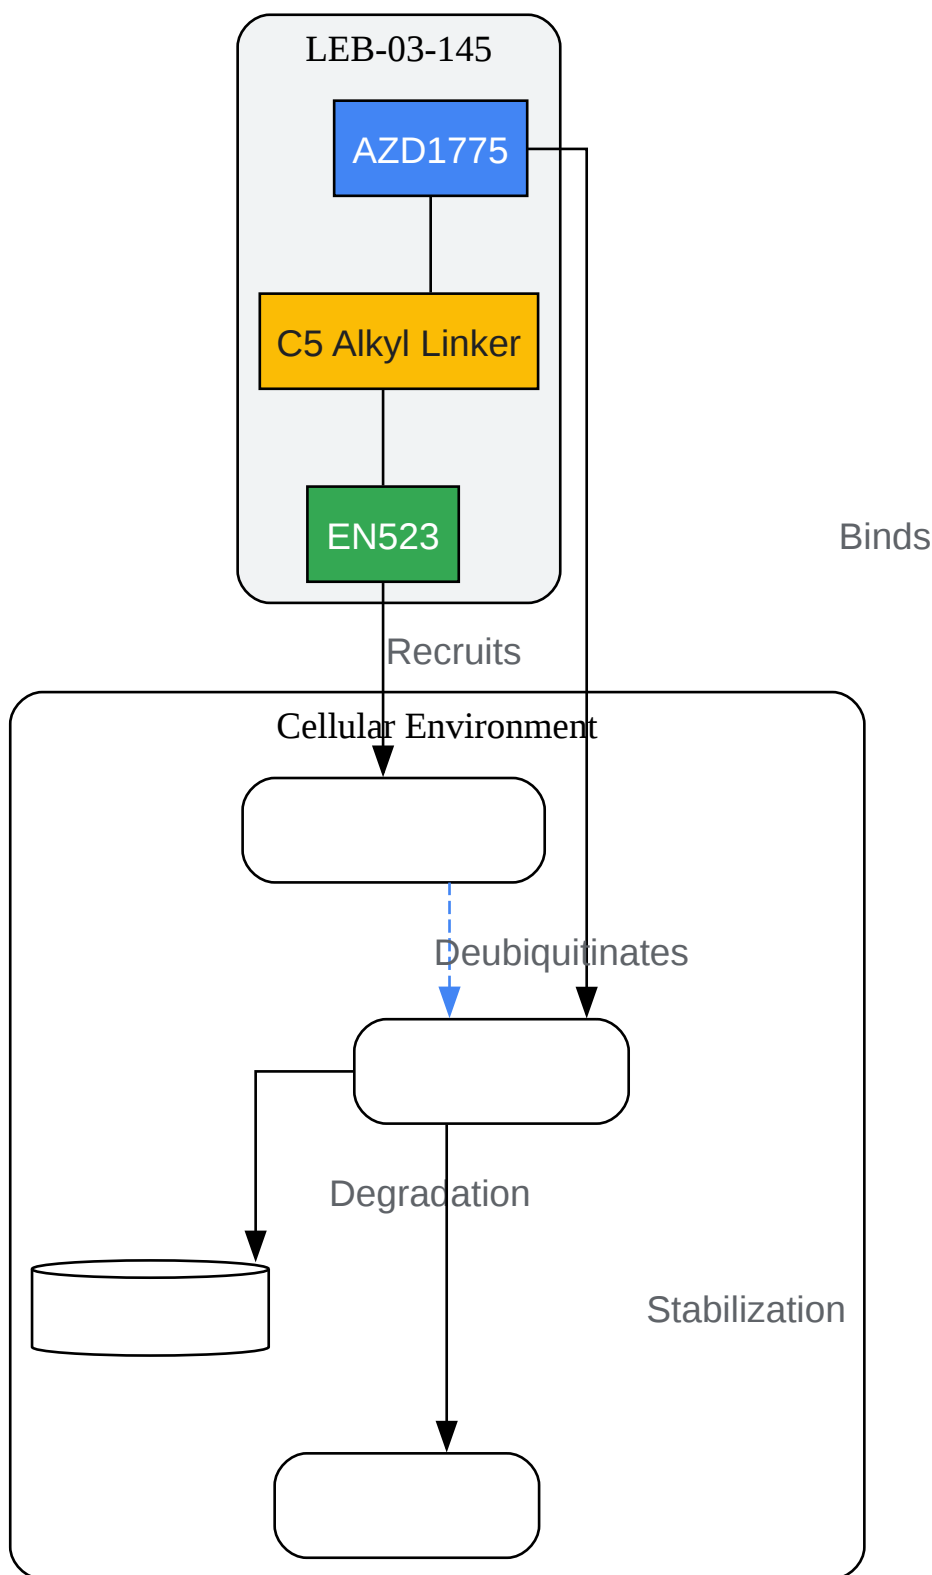 LEB-03-145
AZD1775
C5 Alkyl Linker
EN523
Binds
Recruits
Cellular Environment
Deubiquitinates
Degradation
Stabilization